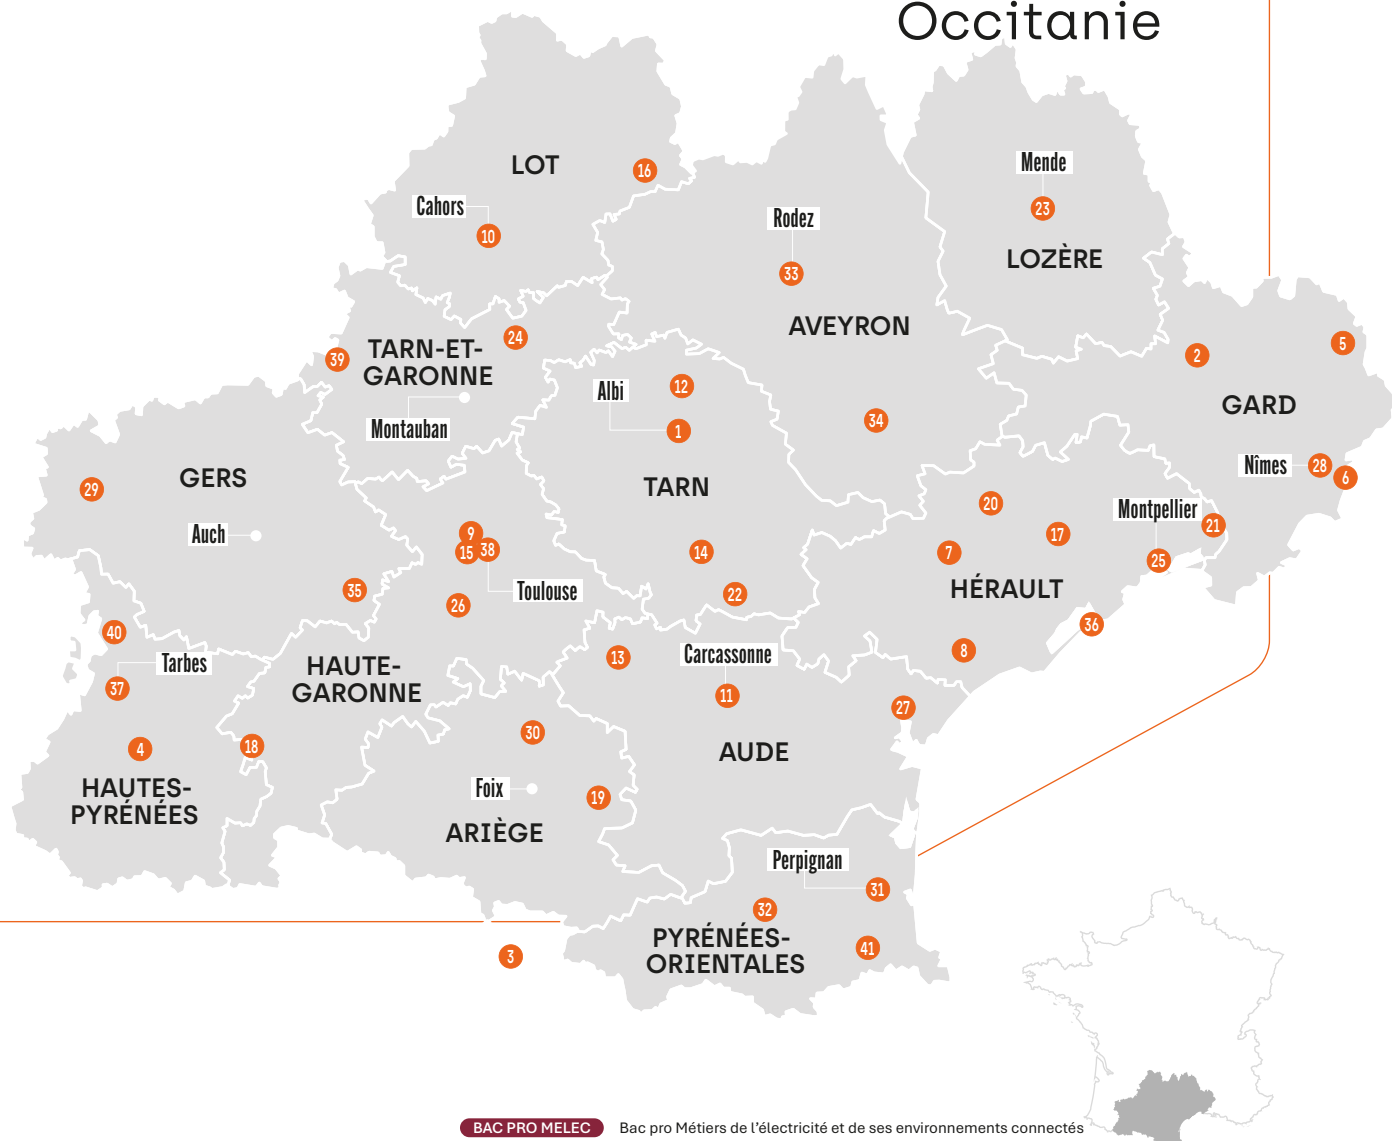 Occitanie
LOT
16
Mende
Cahors
23
Rodez
10
LOZÈRE
33
AVEYRON
24
5
TARN-ET-
GARONNE
39
2
Albi
12
GARD
Montauban
1
34
Nîmes
28
6
GERS
29
TARN
20
Montpellier
21
Auch
9
17
15
38
14
7
25
HÉRAULT
35
Toulouse
22
26
36
40
8
Tarbes
HAUTE-
GARONNE
13
Carcassonne
37
11
27
30
4
18
AUDE
HAUTES-
PYRÉNÉES
Foix
19
ARIÈGE
Perpignan
31
32
PYRÉNÉES-
ORIENTALES
41
3
BAC PRO MELEC Bac pro Métiers de l'électricité et de ses environnements connectés